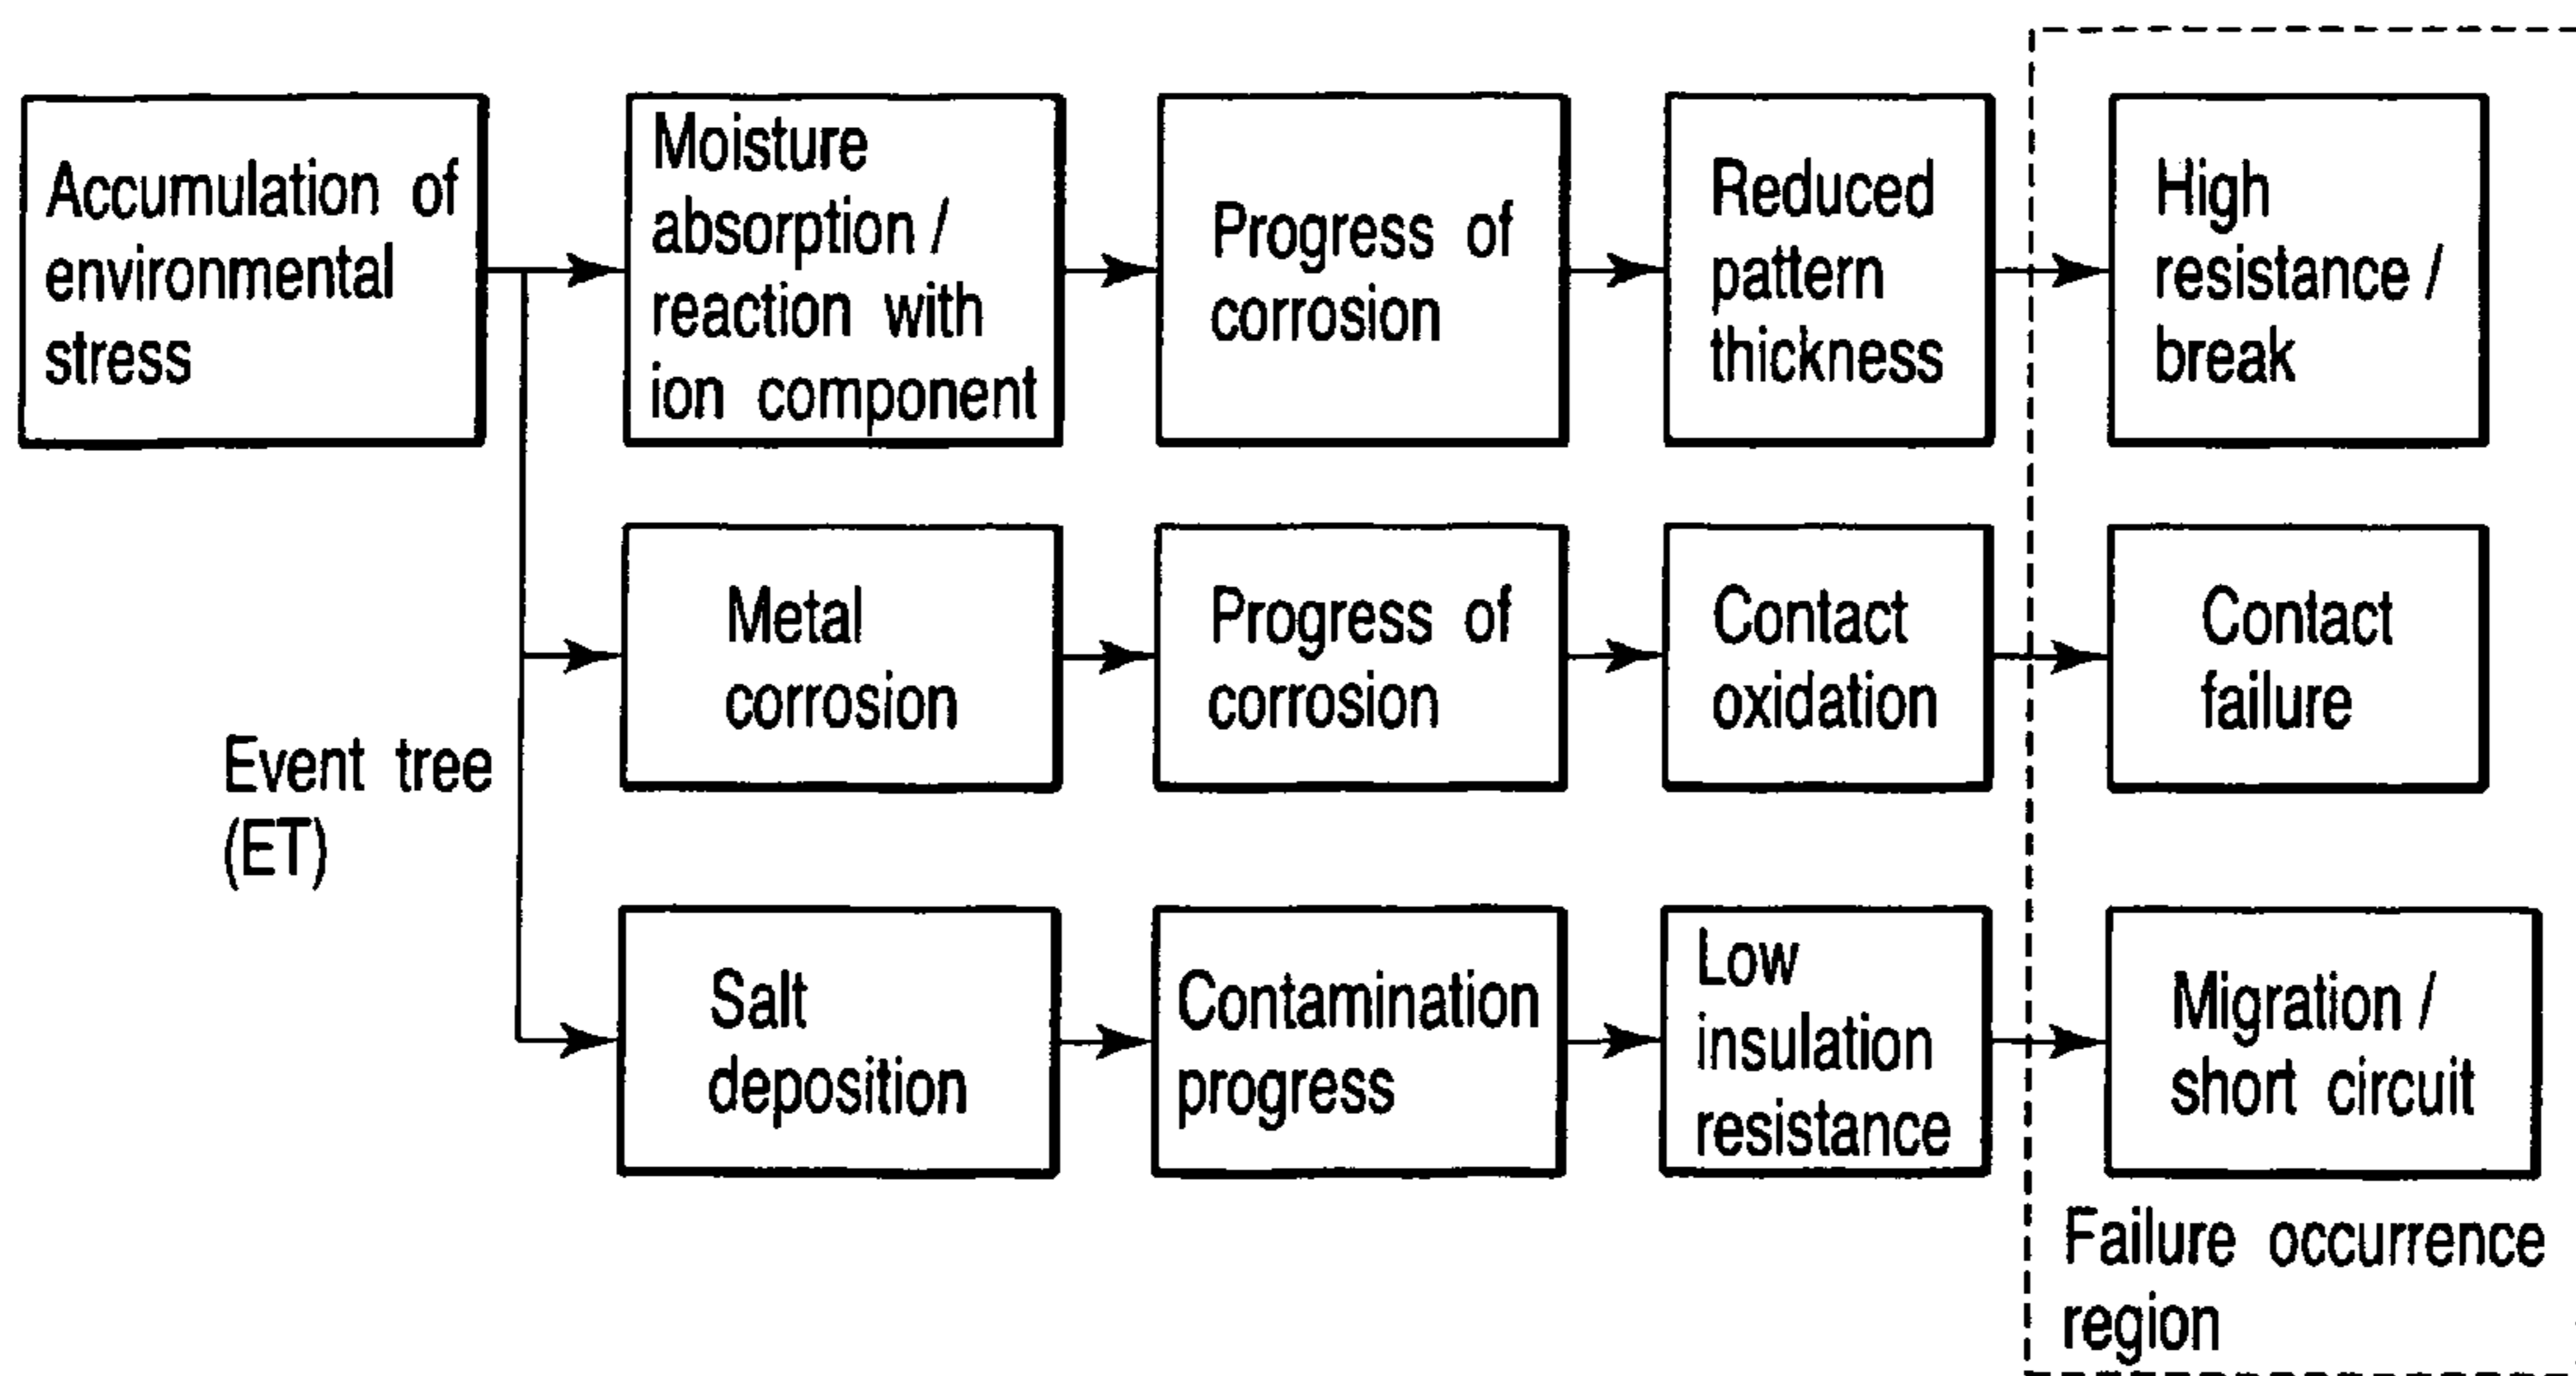 Accumulation of
environmental
stress
Moisture
absorption /
reaction with
ion component
Progress of
corrosion
Reduced
pattern
thickness
High
resistance /
break
Metal
corrosion
Progress of
corrosion
Contact
oxidation
Contact
failure
Event tree
(ET)
Salt
deposition
Contamination
progress
Low
insulation
resistance
Migration /
short circuit
Failure occurrence
region